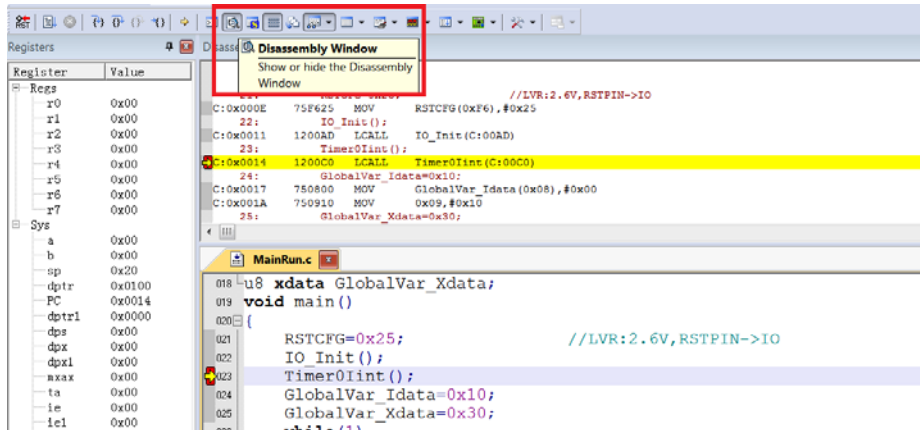 RST
Registers
Disasse
Disassembly Window
Show or hide the Disassembly
Window
Register Value
Regs
r0 0x00
r1 0x00
r2 0x00
r3 0x00
r4 0x00
r5 0x00
r6 0x00
r7 0x00
Sys
a 0x00
b 0x00
sp 0x20
dptr 0x0100
PC 0x0014
dptr1 0x0000
dps 0x00
dpx 0x00
dpx1 0x00
mxax 0x00
ta 0x00
ie 0x00
ie1 0x00
//LVR:2.6V,RSTPIN->IO
C:0x000E 75F625 MOV RSTCFG(0xF6),#0x25
22: IO_Init();
C:0x0011 1200AD LCALL IO_Init(C:00AD)
23: Timer0Iint();
C:0x0014 1200C0 LCALL Timer0Iint(C:00C0)
24: GlobalVar_Idata=0x10;
C:0x0017 750800 MOV GlobalVar_Idata(0x08),#0x00
C:0x001A 750910 MOV 0x09,#0x10
25: GlobalVar_Xdata=0x30;
MainRun.c
018 u8 xdata GlobalVar_Xdata;
019 void main()
020 {
021 RSTCFG=0x25; //LVR:2.6V,RSTPIN->IO
022 IO_Init();
023 Timer0Iint();
024 GlobalVar_Idata=0x10;
025 GlobalVar_Xdata=0x30;
while(1)